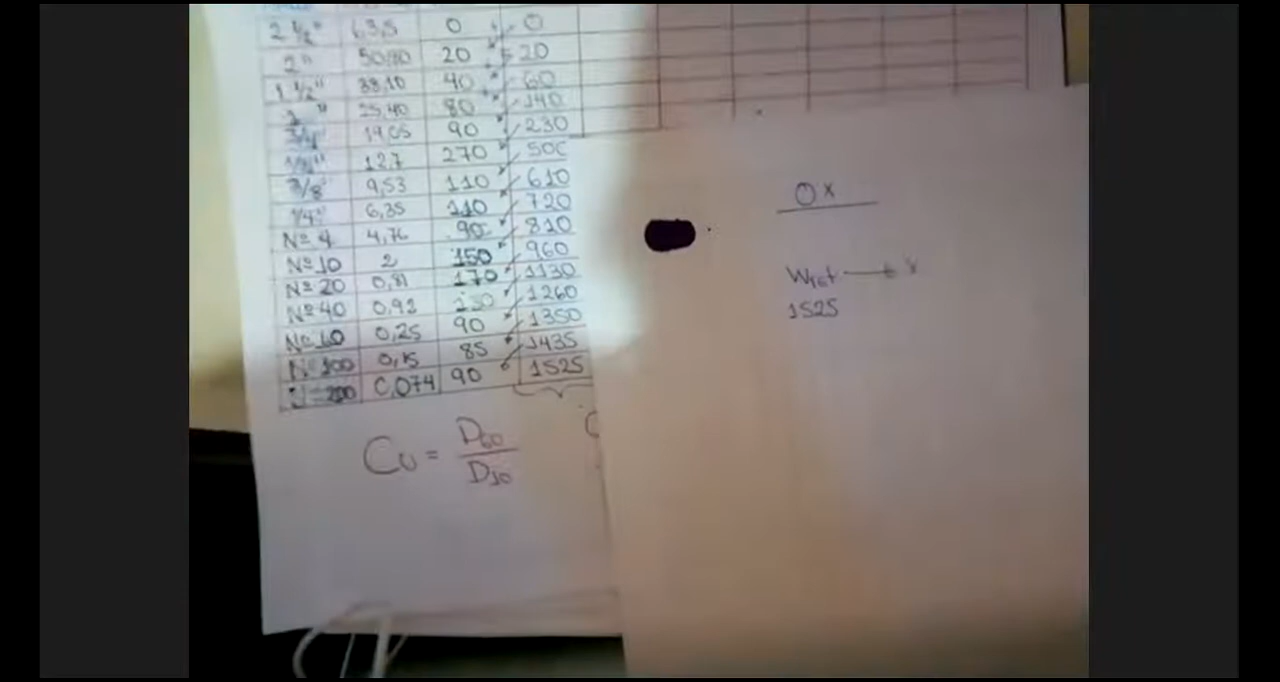 2 1/2" 63,5 0 0
2" 50,80 20 20
1 1/2" 38,10 40 60
1" 25,40 80 140
3/4" 19,05 90 230
1/2" 12,7 270 500
3/8" 9,53 110 610
1/4" 6,35 110 720
Nº 4 4,76 90 810
Nº 10 2 150 960
Nº 20 170 1130
Nº 40 130 1260
Nº 60 0,25 90 1350
Nº 100 0,15 85 1435
Nº 200 0,074 90 1525
Cu = D60
D10
Wret
1525